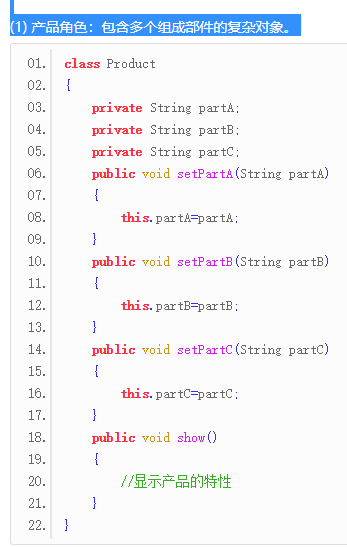 (1) 产品角色：包含多个组成部件的复杂对象。
01. class Product
02. {
03.     private String partA;
04.     private String partB;
05.     private String partC;
06.     public void setPartA(String partA)
07.     {
08.         this.partA=partA;
09.     }
10.     public void setPartB(String partB)
11.     {
12.         this.partB=partB;
13.     }
14.     public void setPartC(String partC)
15.     {
16.         this.partC=partC;
17.     }
18.     public void show()
19.     {
20.         //显示产品的特性
21.     }
22. }